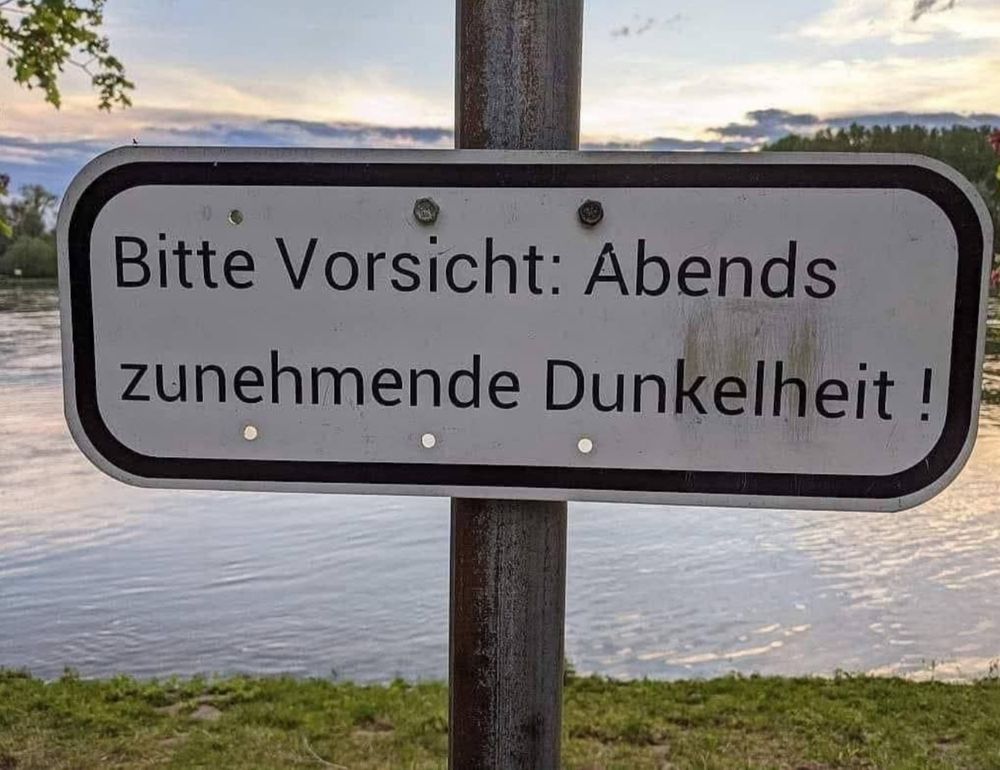 Bitte Vorsicht: Abends
zunehmende Dunkelheit !